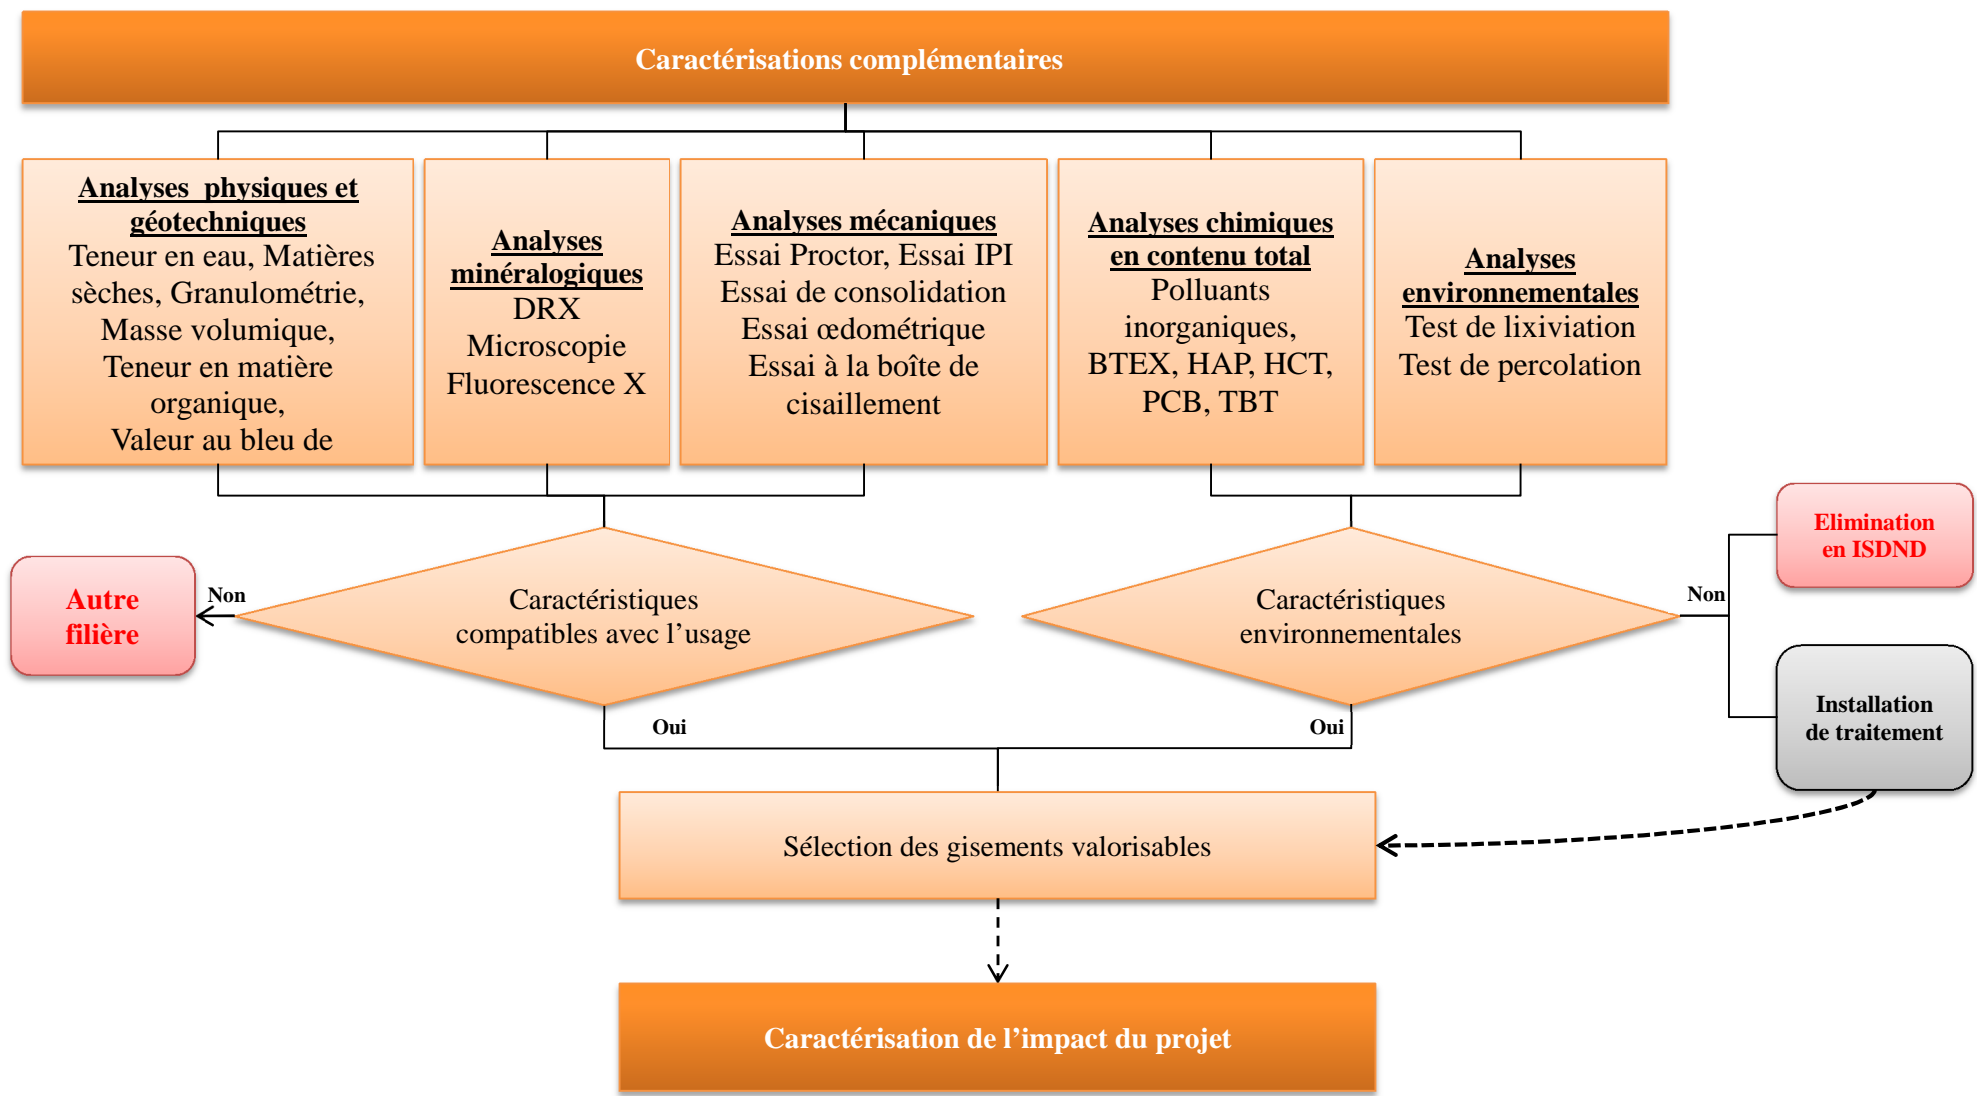 Caractérisations complémentaires
Analyses physiques et
géotechniques
Teneur en eau, Matières
sèches, Granulométrie,
Masse volumique,
Teneur en matière
organique,
Valeur au bleu de
Analyses
minéralogiques
DRX
Microscopie
Fluorescence X
Analyses mécaniques
Essai Proctor, Essai IPI
Essai de consolidation
Essai œdométrique
Essai à la boîte de
cisaillement
Analyses chimiques
en contenu total
Polluants
inorganiques,
BTEX, HAP, HCT,
PCB, TBT
Analyses
environnementales
Test de lixiviation
Test de percolation
Autre
filière
Non
Caractéristiques
compatibles avec l’usage
Caractéristiques
environnementales
Non
Elimination
en ISDND
Installation
de traitement
Oui
Oui
Sélection des gisements valorisables
Caractérisation de l’impact du projet